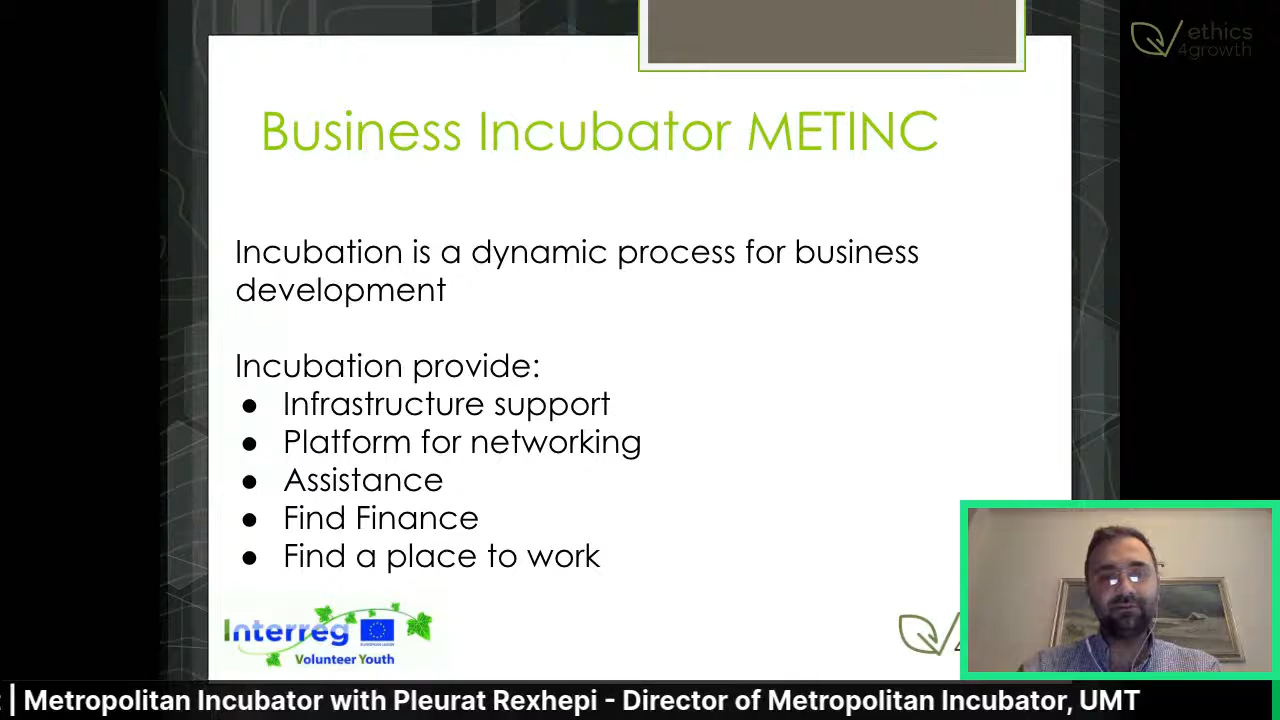 ethics
4growth
Business Incubator METINC
Incubation is a dynamic process for business
development
Incubation provide:
● Infrastructure support
● Platform for networking
● Assistance
● Find Finance
● Find a place to work
Interreg
EUROPEAN UNION
Volunteer Youth
| Metropolitan Incubator with Pleurat Rexhepi - Director of Metropolitan Incubator, UMT